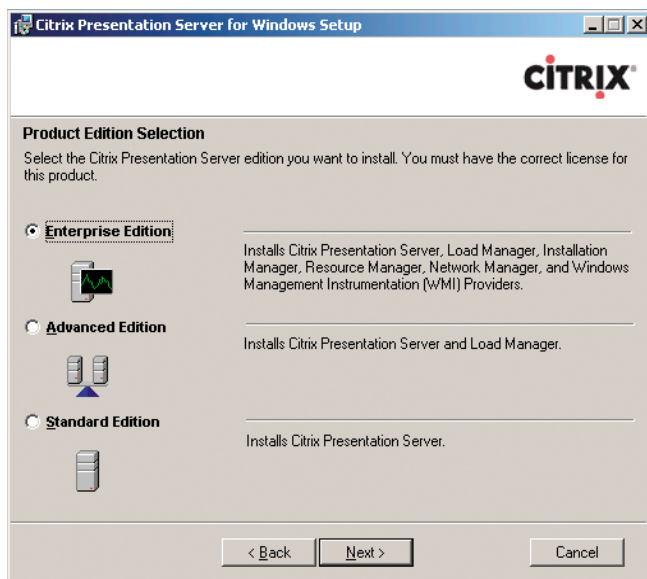 Citrix Presentation Server for Windows Setup
CITRIX®
Product Edition Selection
Select the Citrix Presentation Server edition you want to install. You must have the correct license for
this product.
Enterprise Edition
Installs Citrix Presentation Server, Load Manager, Installation
Manager, Resource Manager, Network Manager, and Windows
Management Instrumentation (WMI) Providers.
Advanced Edition
Installs Citrix Presentation Server and Load Manager.
Standard Edition
Installs Citrix Presentation Server.
< Back
Next >
Cancel